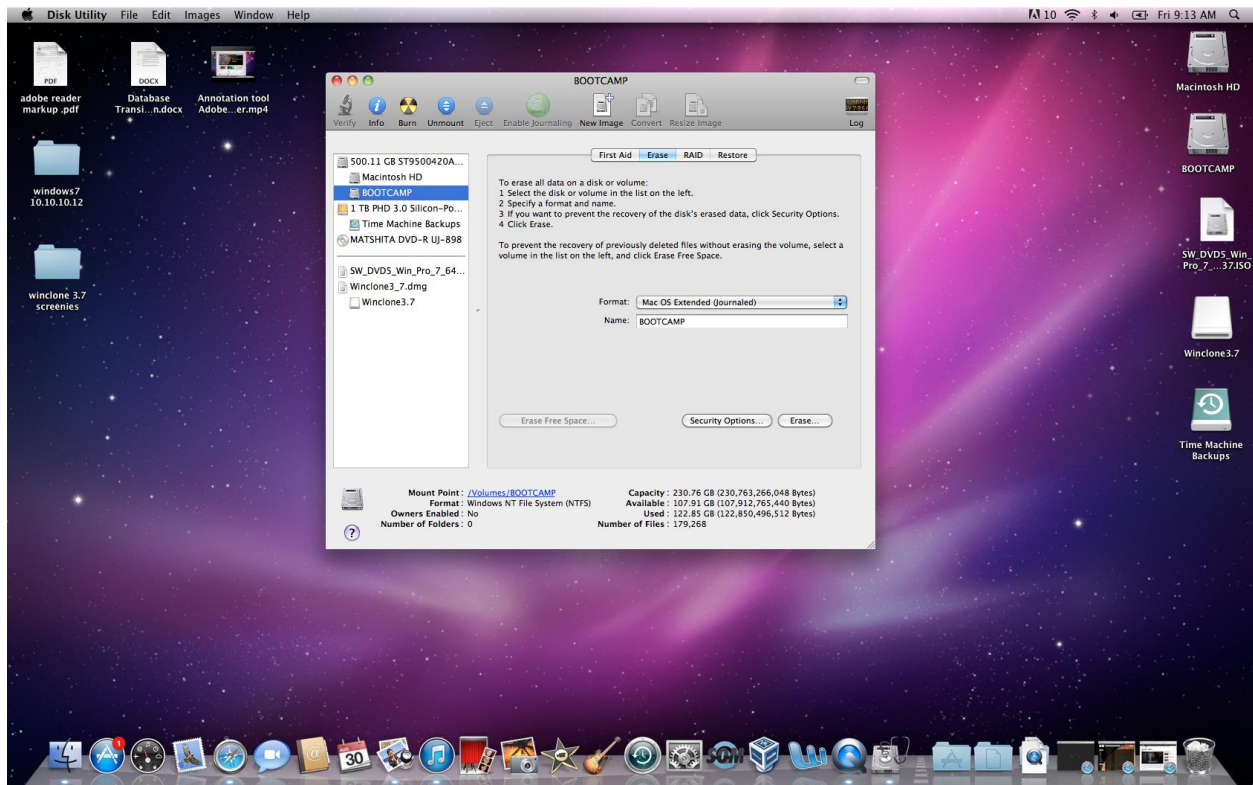 Disk Utility File Edit Images Window Help
10 Fri 9:13 AM
PDF
adobe reader
markup .pdf
DOCX
Database
Transi...n.docx
Annotation tool
Adobe...er.mp4
windows7
10.10.10.12
winclone 3.7
screenies
BOOTCAMP
Verify Info Burn Unmount Eject Enable Journaling New Image Convert Resize Image Log
500.11 GB ST9500420A...
Macintosh HD
BOOTCAMP
1 TB PHD 3.0 Silicon-Po...
Time Machine Backups
MATSHITA DVD-R UJ-898
SW_DVD5_Win_Pro_7_64...
Winclone3_7.dmg
Winclone3.7
First Aid Erase RAID Restore
To erase all data on a disk or volume:
1 Select the disk or volume in the list on the left.
2 Specify a format and name.
3 If you want to prevent the recovery of the disk's erased data, click Security Options.
4 Click Erase.
To prevent the recovery of previously deleted files without erasing the volume, select a
volume in the list on the left, and click Erase Free Space.
Format: Mac OS Extended (Journaled)
Name: BOOTCAMP
Erase Free Space... Security Options... Erase...
Mount Point : /Volumes/BOOTCAMP
Format : Windows NT File System (NTFS)
Owners Enabled : No
Number of Folders : 0
Capacity : 230.76 GB (230,763,266,048 Bytes)
Available : 107.91 GB (107,912,765,440 Bytes)
Used : 122.85 GB (122,850,496,512 Bytes)
Number of Files : 179,268
?
Macintosh HD
BOOTCAMP
SW_DVD5_Win_
Pro_7_...37.ISO
Winclone3.7
Time Machine
Backups
1
30
SQM